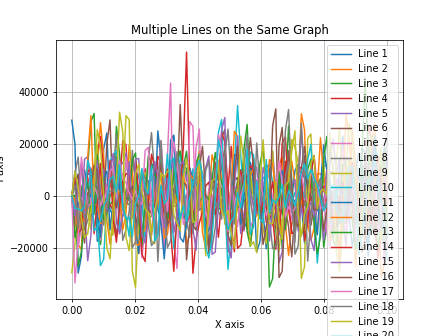 Multiple Lines on the Same Graph
40000
20000
0
−20000
0.00
0.02
0.04
0.06
X axis
Line 1
Line 2
Line 3
Line 4
Line 5
Line 6
Line 7
Line 8
Line 9
Line 10
Line 11
Line 12
Line 13
Line 14
Line 15
Line 16
Line 17
Line 18
Line 19
Line 20